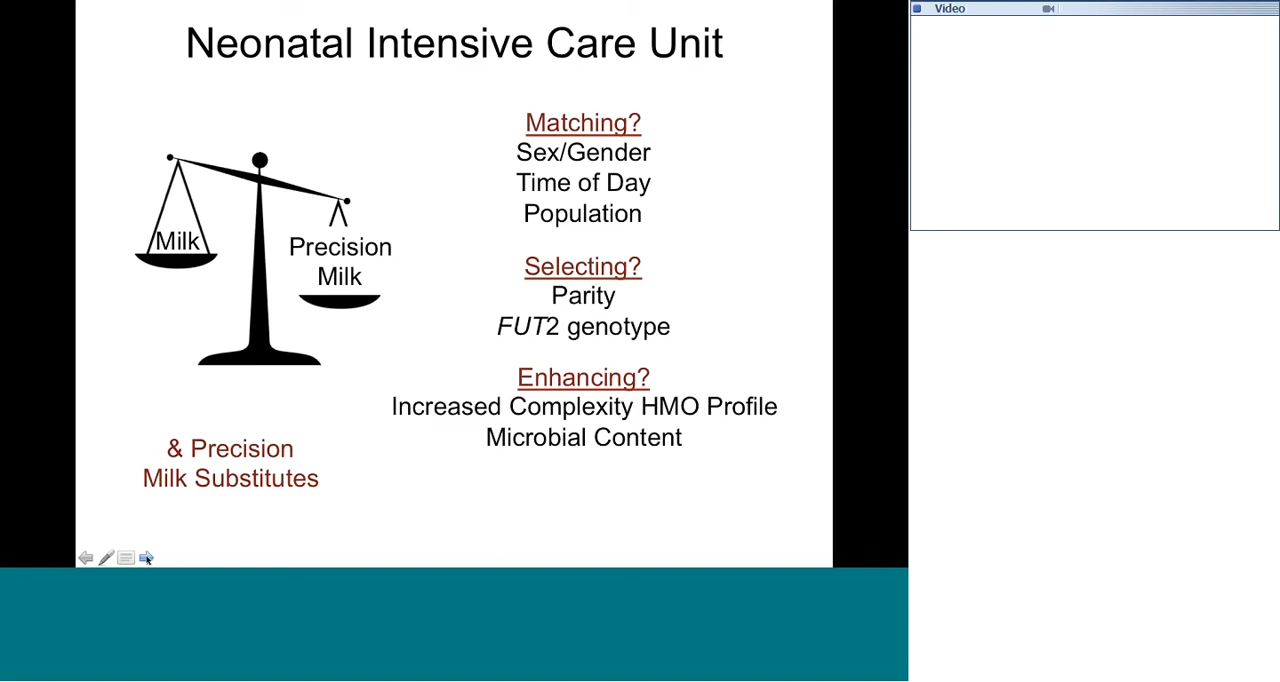 Neonatal Intensive Care Unit
Milk
Precision
Milk
& Precision
Milk Substitutes
Matching?
Sex/Gender
Time of Day
Population
Selecting?
Parity
FUT2 genotype
Enhancing?
Increased Complexity HMO Profile
Microbial Content
Video